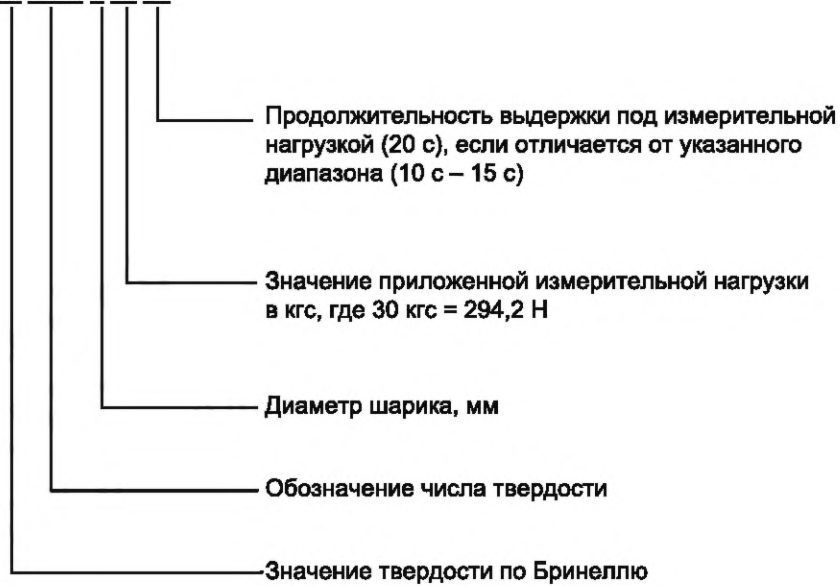 Продолжительность выдержки под измерительной
нагрузкой (20 с), если отличается от указанного
диапазона (10 с – 15 с)
Значение приложенной измерительной нагрузки
в кгс, где 30 кгс = 294,2 Н
Диаметр шарика, мм
Обозначение числа твердости
Значение твердости по Бринеллю